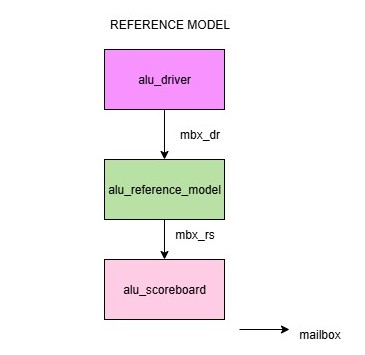 REFERENCE MODEL
alu_driver
mbx_dr
alu_reference_model
mbx_rs
alu_scoreboard
mailbox